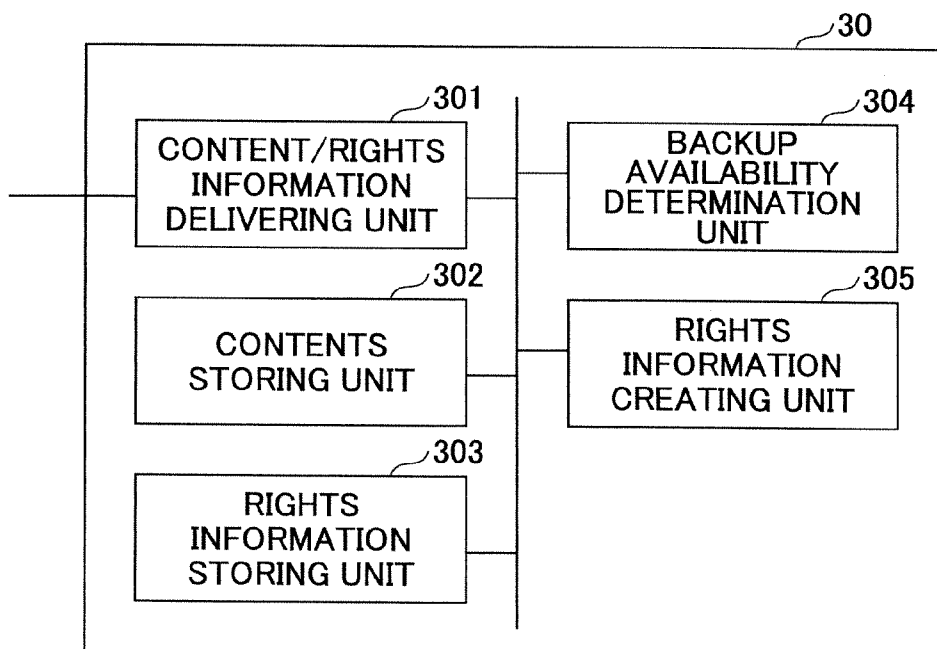 30
301
CONTENT/RIGHTS
INFORMATION
DELIVERING UNIT
302
CONTENTS
STORING UNIT
303
RIGHTS
INFORMATION
STORING UNIT
304
BACKUP
AVAILABILITY
DETERMINATION
UNIT
305
RIGHTS
INFORMATION
CREATING UNIT